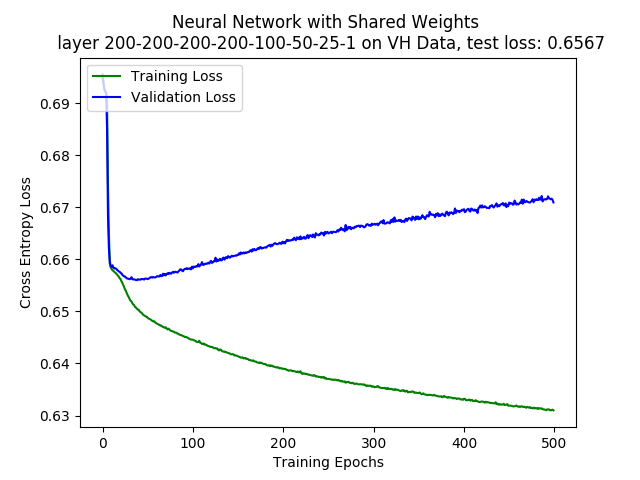 Neural Network with Shared Weights
layer 200-200-200-200-100-50-25-1 on VH Data, test loss: 0.6567
Training Loss
Validation Loss
0.69
0.68
0.67
0.66
0.65
0.64
0.63
Cross Entropy Loss
0 100 200 300 400 500
Training Epochs